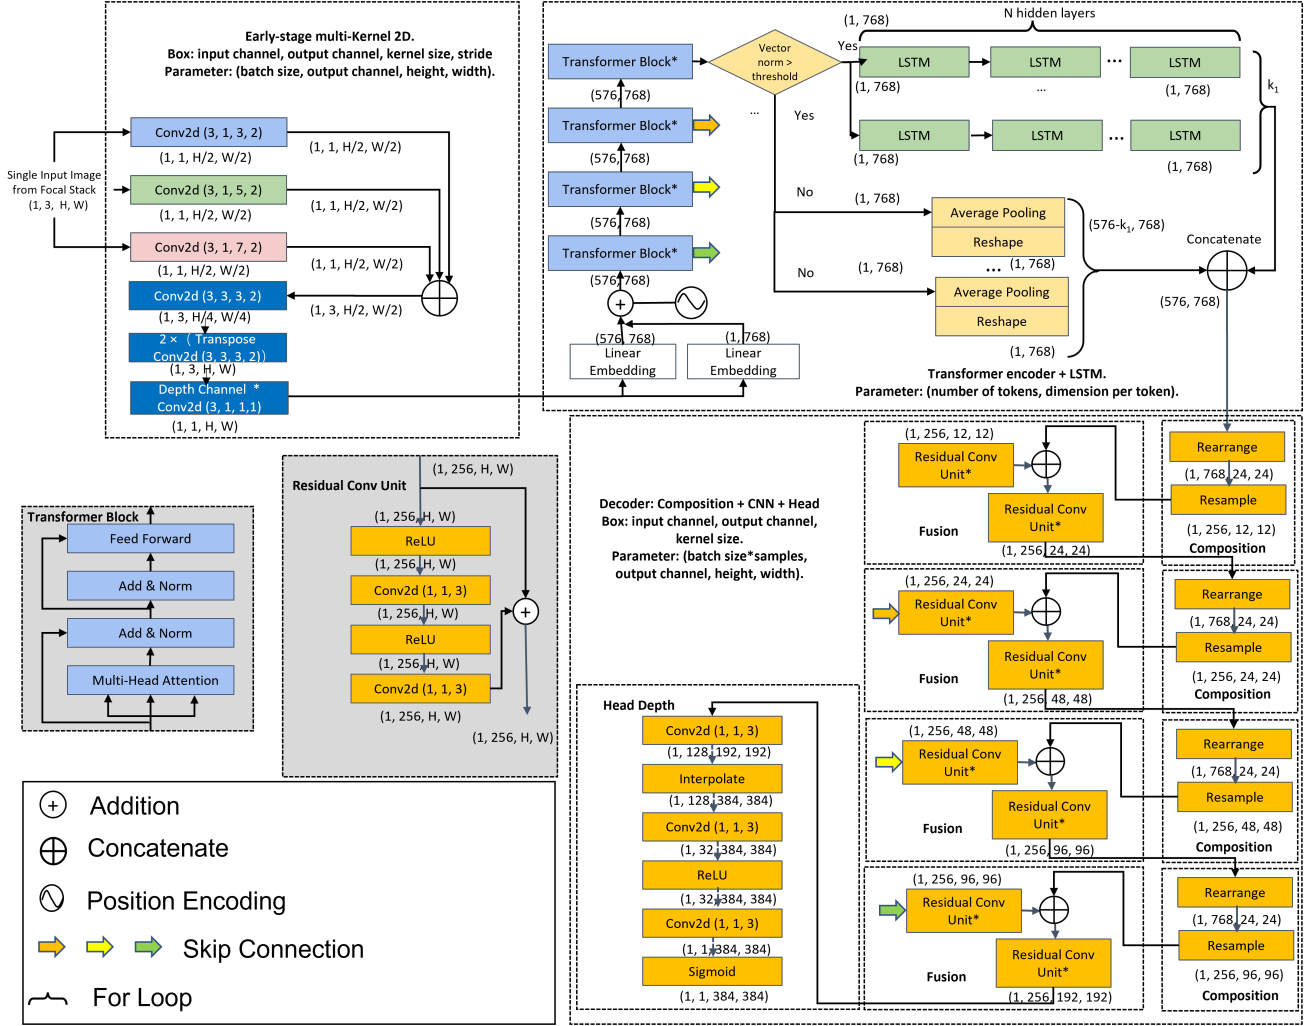 Early-stage multi-Kernel 2D.
Box: input channel, output channel, kernel size, stride
Parameter: (batch size, output channel, height, width).
Single Input Image
from Focal Stack
(1, 3, H, W)
Conv2d (3, 1, 3, 2)
(1, 1, H/2, W/2)
(1, 1, H/2, W/2)
Conv2d (3, 1, 5, 2)
(1, 1, H/2, W/2)
(1, 1, H/2, W/2)
Conv2d (3, 1, 7, 2)
(1, 1, H/2, W/2)
(1, 1, H/2, W/2)
Conv2d (3, 3, 3, 2)
(1, 3, H/2, W/2)
(1, 3, H/4, W/4)
2 × (Transpose
Conv2d (3, 3, 3, 2))
(1, 3, H, W)
Depth Channel *
Conv2d (3, 1, 1,1)
(1, 1, H, W)
Transformer Block*
(576, 768)
Transformer Block*
(576, 768)
Transformer Block*
(576, 768)
Transformer Block*
(576, 768)
+
(576, 768)
(1, 768)
Linear
Embedding
Linear
Embedding
Vector
norm >
threshold
(1, 768)
Yes
...
Yes
No
No
N hidden layers
LSTM
LSTM
...
LSTM
(1, 768)
...
(1, 768)
k1
LSTM
LSTM
...
LSTM
(1, 768)
(1, 768)
(1, 768)
Average Pooling
Reshape
(576-k1, 768)
... (1, 768)
(1, 768)
Average Pooling
Reshape
(1, 768)
Concatenate
(576, 768)
Transformer encoder + LSTM.
Parameter: (number of tokens, dimension per token).
Transformer Block
Feed Forward
Add & Norm
Add & Norm
Multi-Head Attention
Residual Conv Unit
(1, 256, H, W)
(1, 256, H, W)
ReLU
(1, 256, H, W)
Conv2d (1, 1, 3)
(1, 256, H, W)
+
ReLU
(1, 256, H, W)
Conv2d (1, 1, 3)
(1, 256, H, W)
(1, 256, H, W)
Decoder: Composition + CNN + Head
Box: input channel, output channel,
kernel size.
Parameter: (batch size*samples,
output channel, height, width).
(1, 256, 12, 12)
Residual Conv
Unit*
Residual Conv
Unit*
Fusion
(1, 256, 24, 24)
Rearrange
(1, 768, 24, 24)
Resample
(1, 256, 12, 12)
Composition
(1, 256, 24, 24)
Residual Conv
Unit*
Residual Conv
Unit*
Fusion
(1, 256, 48, 48)
Rearrange
(1, 768, 24, 24)
Resample
(1, 256, 24, 24)
Composition
(1, 256, 48, 48)
Residual Conv
Unit*
Residual Conv
Unit*
Fusion
(1, 256, 96, 96)
Rearrange
(1, 768, 24, 24)
Resample
(1, 256, 48, 48)
Composition
(1, 256, 96, 96)
Residual Conv
Unit*
Residual Conv
Unit*
Fusion
(1, 256, 192, 192)
Rearrange
(1, 768, 24, 24)
Resample
(1, 256, 96, 96)
Composition
Head Depth
Conv2d (1, 1, 3)
(1, 128, 192, 192)
Interpolate
(1, 128, 384, 384)
Conv2d (1, 1, 3)
(1, 32, 384, 384)
ReLU
(1, 32, 384, 384)
Conv2d (1, 1, 3)
(1, 1, 384, 384)
Sigmoid
(1, 1, 384, 384)
+ Addition
Concatenate
Position Encoding
Skip Connection
For Loop